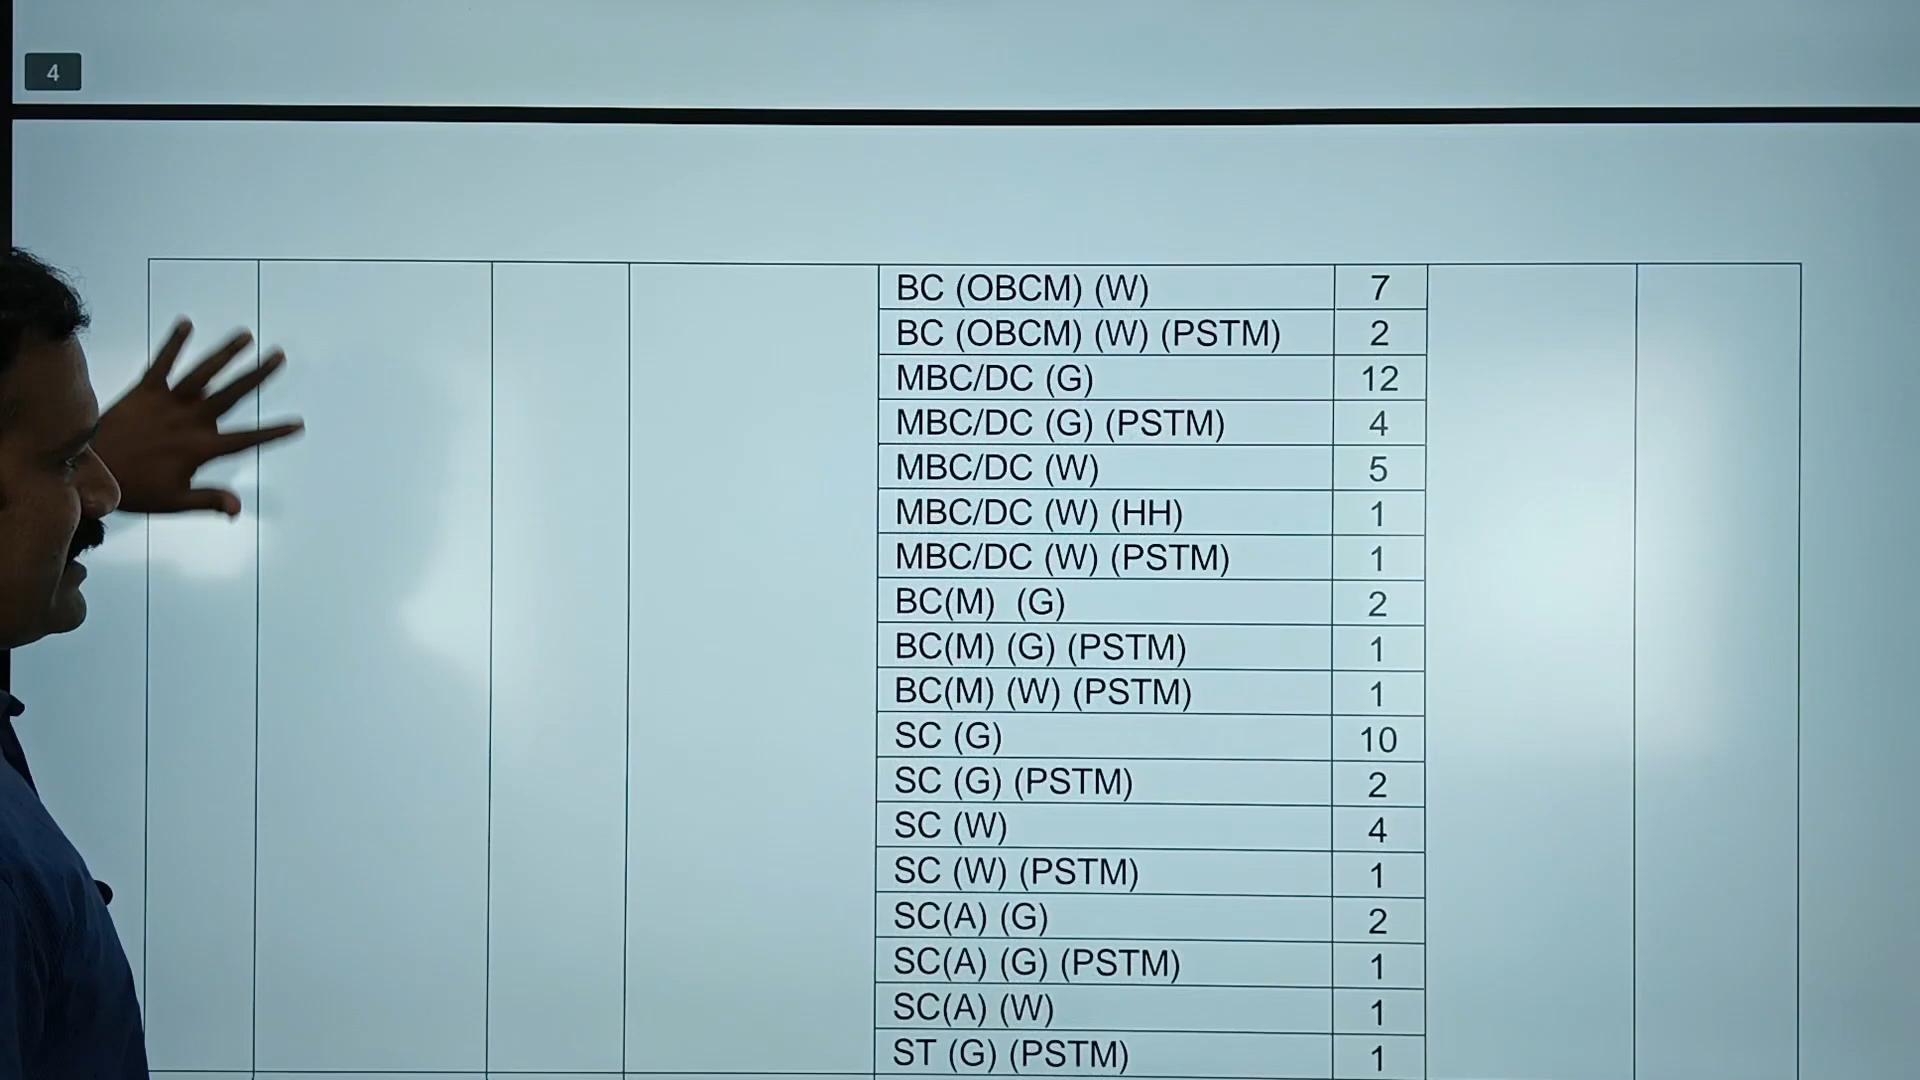 4
BC (OBCM) (W) 7
BC (OBCM) (W) (PSTM) 2
MBC/DC (G) 12
MBC/DC (G) (PSTM) 4
MBC/DC (W) 5
MBC/DC (W) (HH) 1
MBC/DC (W) (PSTM) 1
BC(M) (G) 2
BC(M) (G) (PSTM) 1
BC(M) (W) (PSTM) 1
SC (G) 10
SC (G) (PSTM) 2
SC (W) 4
SC (W) (PSTM) 1
SC(A) (G) 2
SC(A) (G) (PSTM) 1
SC(A) (W) 1
ST (G) (PSTM) 1